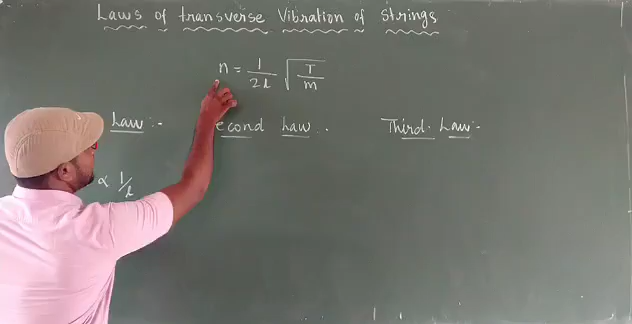 Laws of transverse Vibration of Strings
n = 1/2l √T/m
Law :- econd Law :- Third. Law :-
∝ 1/l